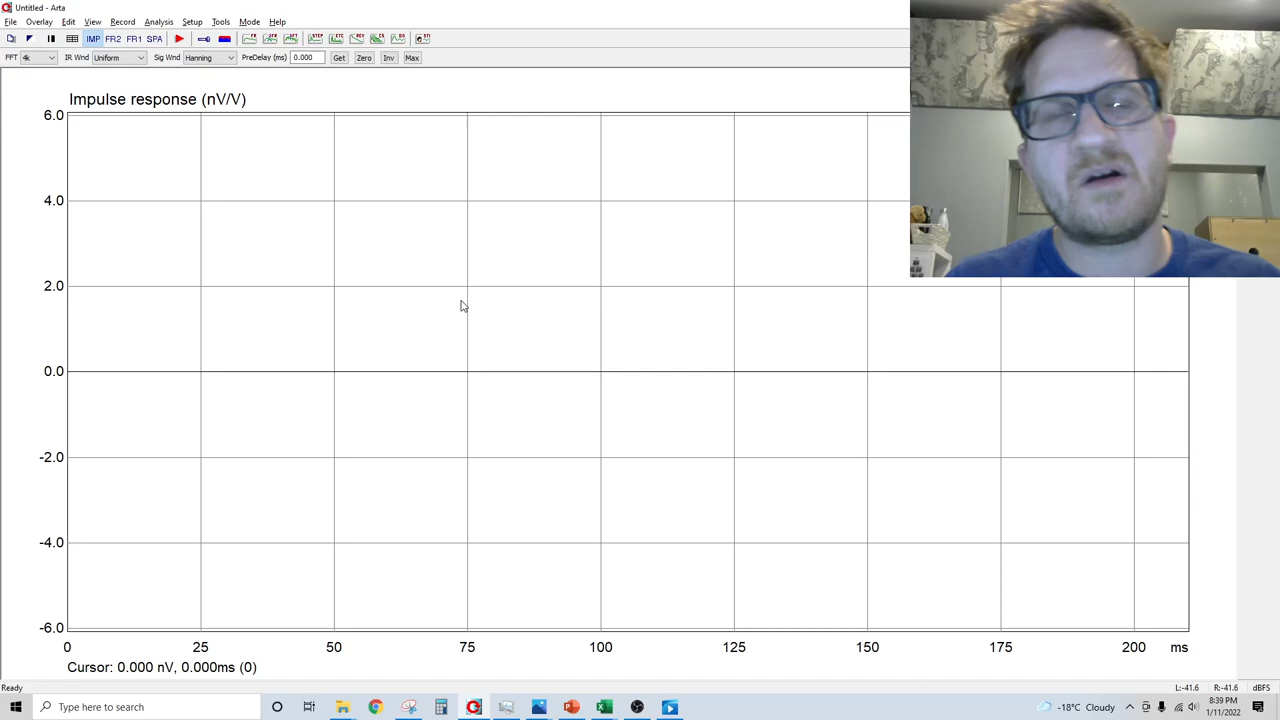 Untitled - Arta
File Overlay Edit View Record Analysis Setup Tools Mode Help
IMP FR2 FR1 SPA
FFT 4k IR Wnd Uniform Sig Wnd Hanning PreDelay (ms) 0.000 Get Zero Inv Max
Impulse response (nV/V)
6.0
4.0
2.0
0.0
-2.0
-4.0
-6.0
0 25 50 75 100 125 150 175 200 ms
Cursor: 0.000 nV, 0.000ms (0)
Ready L:-41.6 R:-41.6 dBFS
Type here to search -18°C Cloudy 8:39 PM
1/11/2022